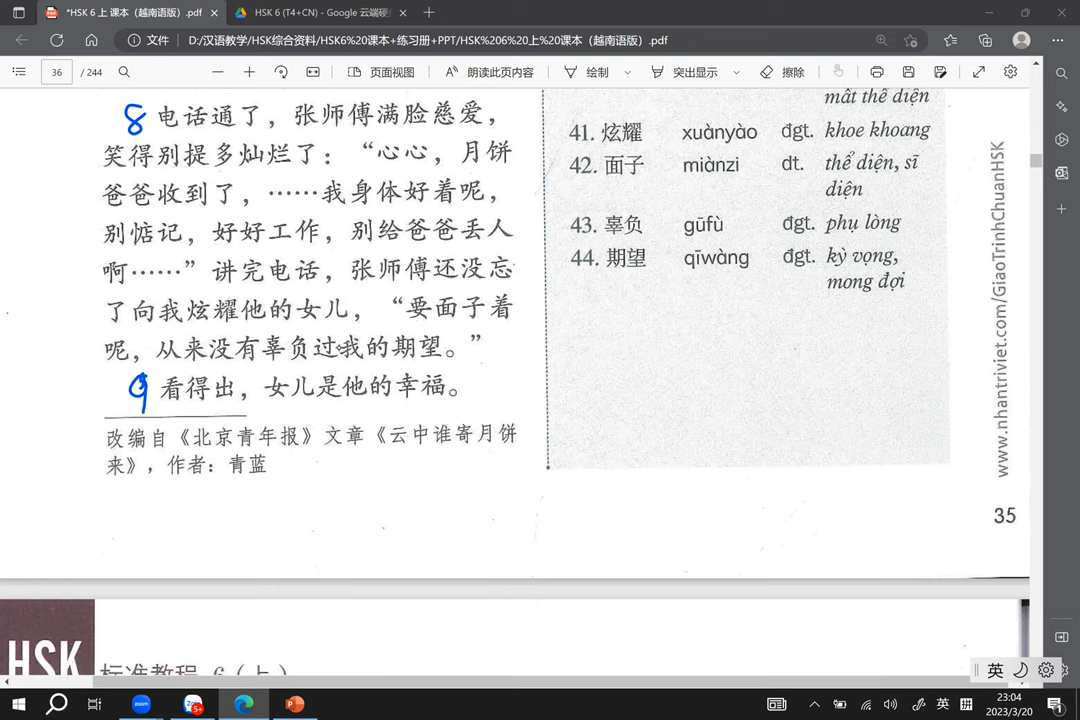 *HSK 6 上 课本（越南语版）.pdf
HSK 6 (T4+CN) - Google 云端硬
文件
D:/汉语教学/HSK综合资料/HSK6%20课本+练习册+PPT/HSK%206%20上%20课本（越南语版）.pdf
36 / 244
页面视图
朗读此页内容
绘制
突出显示
擦除
8 电话通了，张师傅满脸慈爱，
笑得别提多灿烂了：“心心，月饼
爸爸收到了，……我身体好着呢，
别惦记，好好工作，别给爸爸丢人
啊……”讲完电话，张师傅还没忘
了向我炫耀他的女儿，“要面子着
呢，从来没有辜负过我的期望。”
9 看得出，女儿是他的幸福。
改编自《北京青年报》文章《云中谁寄月饼
来》，作者：青蓝
mất thể diện
41. 炫耀 xuànyào đgt. khoe khoang
42. 面子 miànzi dt. thể diện, sĩ
diện
43. 辜负 gūfù đgt. phụ lòng
44. 期望 qīwàng đgt. kỳ vọng,
mong đợi
www.nhantriviet.com/GiaoTrinhChuanHSK
35
HSK
标准教程 6（上）
英
zoom
5+
英
拼
23:04
2023/3/20
1